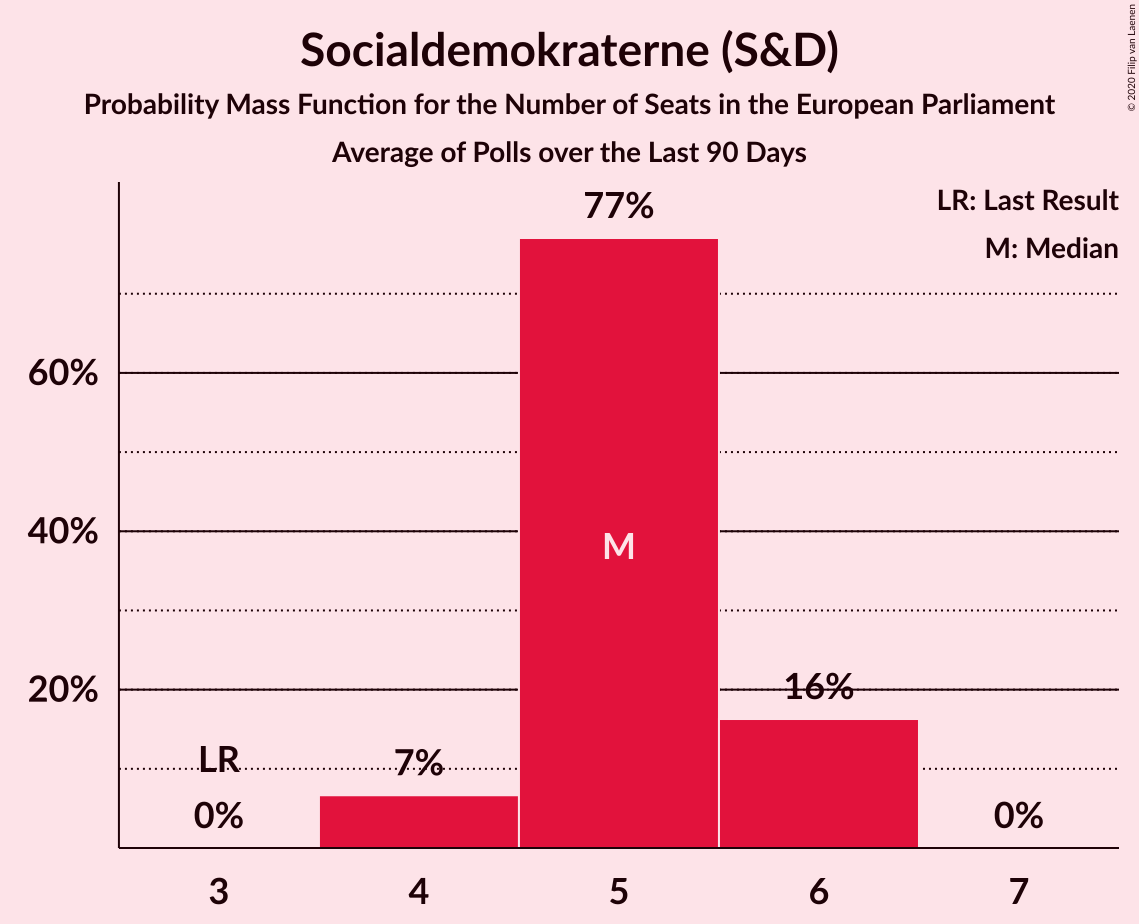 Socialdemokraterne (S&D)
Probability Mass Function for the Number of Seats in the European Parliament
Average of Polls over the Last 90 Days
© 2020 Filip van Laenen
LR: Last Result
M: Median
77%
60%
40%
20%
M
16%
LR
7%
0%
0%
3
4
5
6
7